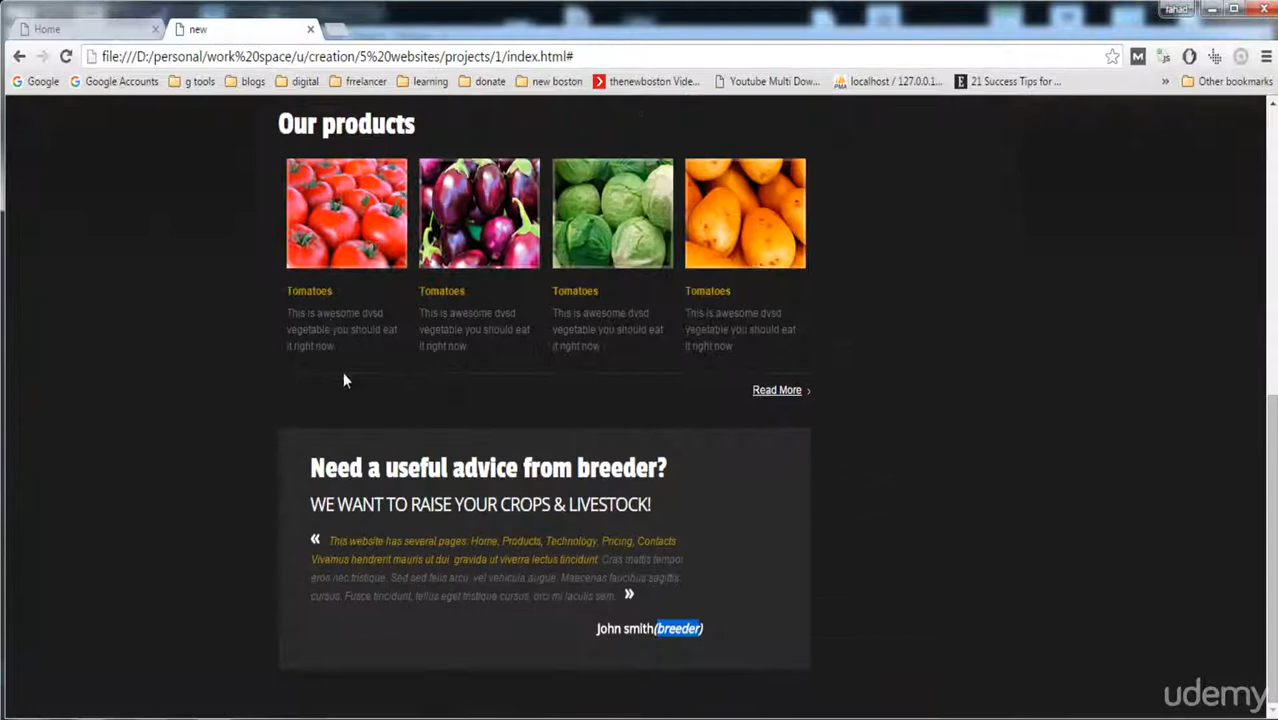 fahad
Home
new
file:///D:/personal/work%20space/u/creation/5%20websites/projects/1/index.html#
Google
Google Accounts
g tools
blogs
digital
frrelancer
learning
donate
new boston
thenewboston Vide...
Youtube Multi Dow...
localhost / 127.0.0.1...
21 Success Tips for ...
»
Other bookmarks
Our products
Tomatoes Tomatoes Tomatoes Tomatoes
This is awesome dvsd This is awesome dvsd This is awesome dvsd This is awesome dvsd
vegetable you should eat vegetable you should eat vegetable you should eat vegetable you should eat
it right now it right now it right now it right now
Read More ›
Need a useful advice from breeder?
WE WANT TO RAISE YOUR CROPS & LIVESTOCK!
« This website has several pages: Home, Products, Technology, Pricing, Contacts
Vivamus hendrerit mauris ut dui gravida ut viverra lectus tincidunt. Cras mattis tempor
eros nec tristique. Sed sed felis arcu, vel vehicula augue. Maecenas faucibus sagittis
cursus. Fusce tincidunt, tellus eget tristique cursus, orci mi iaculis sem. »
John smith(breeder)
udemy